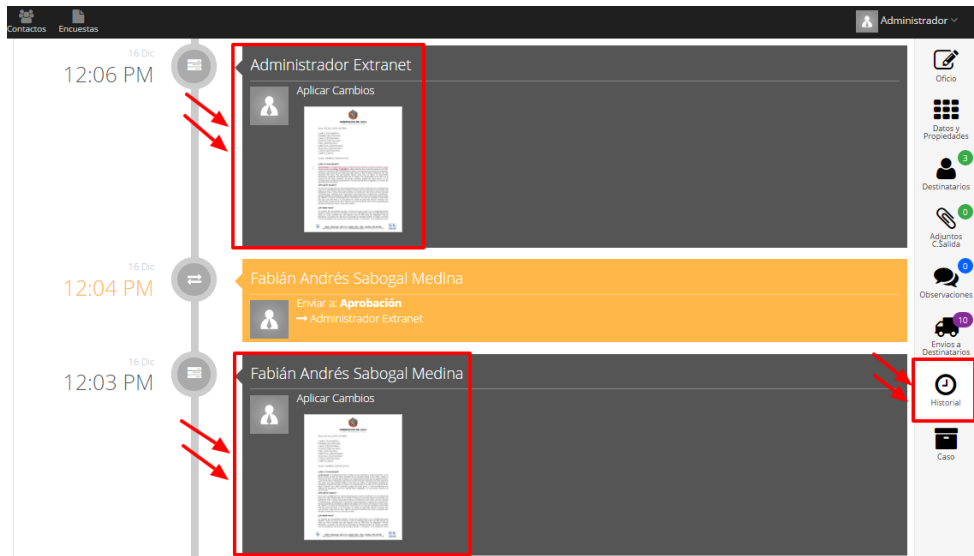 Contactos
Encuestas
Administrador
16 Dic
12:06 PM
Administrador Extranet
Aplicar Cambios
16 Dic
12:04 PM
Fabián Andrés Sabogal Medina
Enviar a: Aprobación
→ Administrador Extranet
16 Dic
12:03 PM
Fabián Andrés Sabogal Medina
Aplicar Cambios
Oficio
Datos y
Propiedades
3
Destinatarios
0
Adjuntos
C.Salida
0
Observaciones
10
Envios a
Destinatarios
Historial
Caso